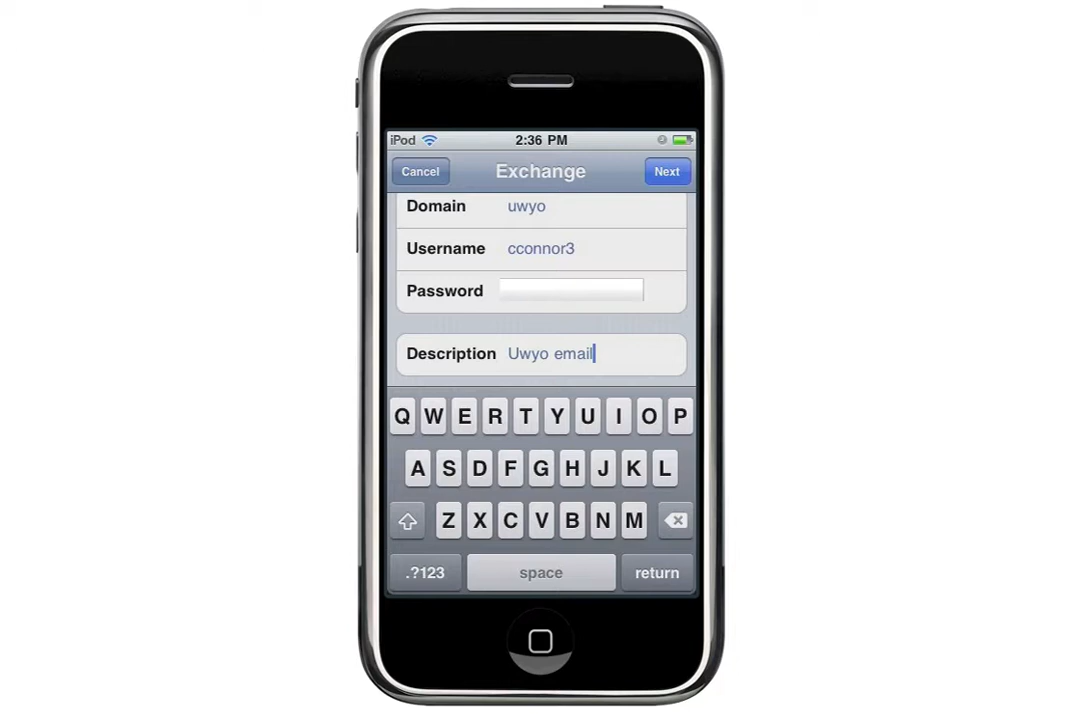 iPod 2:36 PM
Cancel Exchange Next
Domain uwyo
Username cconnor3
Password
Description Uwyo email
Q W E R T Y U I O P
A S D F G H J K L
Z X C V B N M
.?123 space return